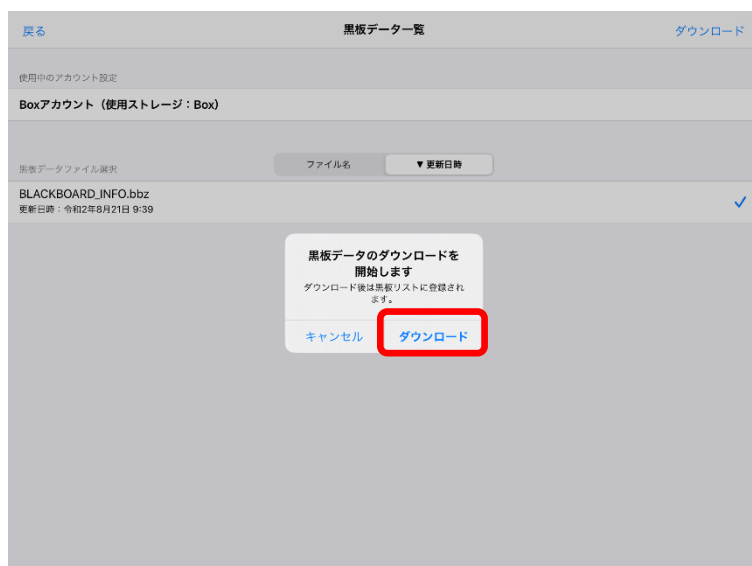 戻る 黒板データ一覧 ダウンロード
使用中のアカウント設定
Boxアカウント（使用ストレージ：Box）
黒板データファイル選択 ファイル名 ▼更新日時
BLACKBOARD_INFO.bbz
更新日時：令和2年8月21日 9:39
黒板データのダウンロードを
開始します
ダウンロード後は黒板リストに登録され
ます。
キャンセル ダウンロード